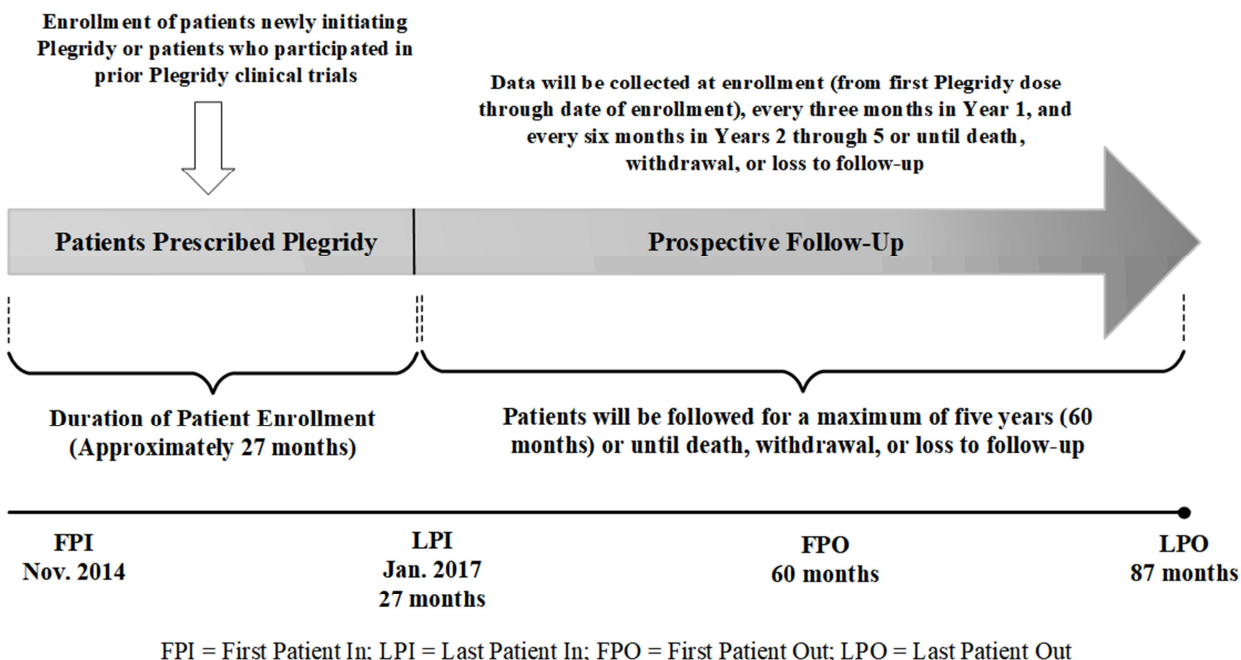 Enrollment of patients newly initiating
Plegridy or patients who participated in
prior Plegridy clinical trials
Data will be collected at enrollment (from first Plegridy dose
through date of enrollment), every three months in Year 1, and
every six months in Years 2 through 5 or until death,
withdrawal, or loss to follow-up
Patients Prescribed Plegridy
Prospective Follow-Up
Duration of Patient Enrollment
(Approximately 27 months)
Patients will be followed for a maximum of five years (60
months) or until death, withdrawal, or loss to follow-up
FPI
Nov. 2014
LPI
Jan. 2017
27 months
FPO
60 months
LPO
87 months
FPI = First Patient In; LPI = Last Patient In; FPO = First Patient Out; LPO = Last Patient Out